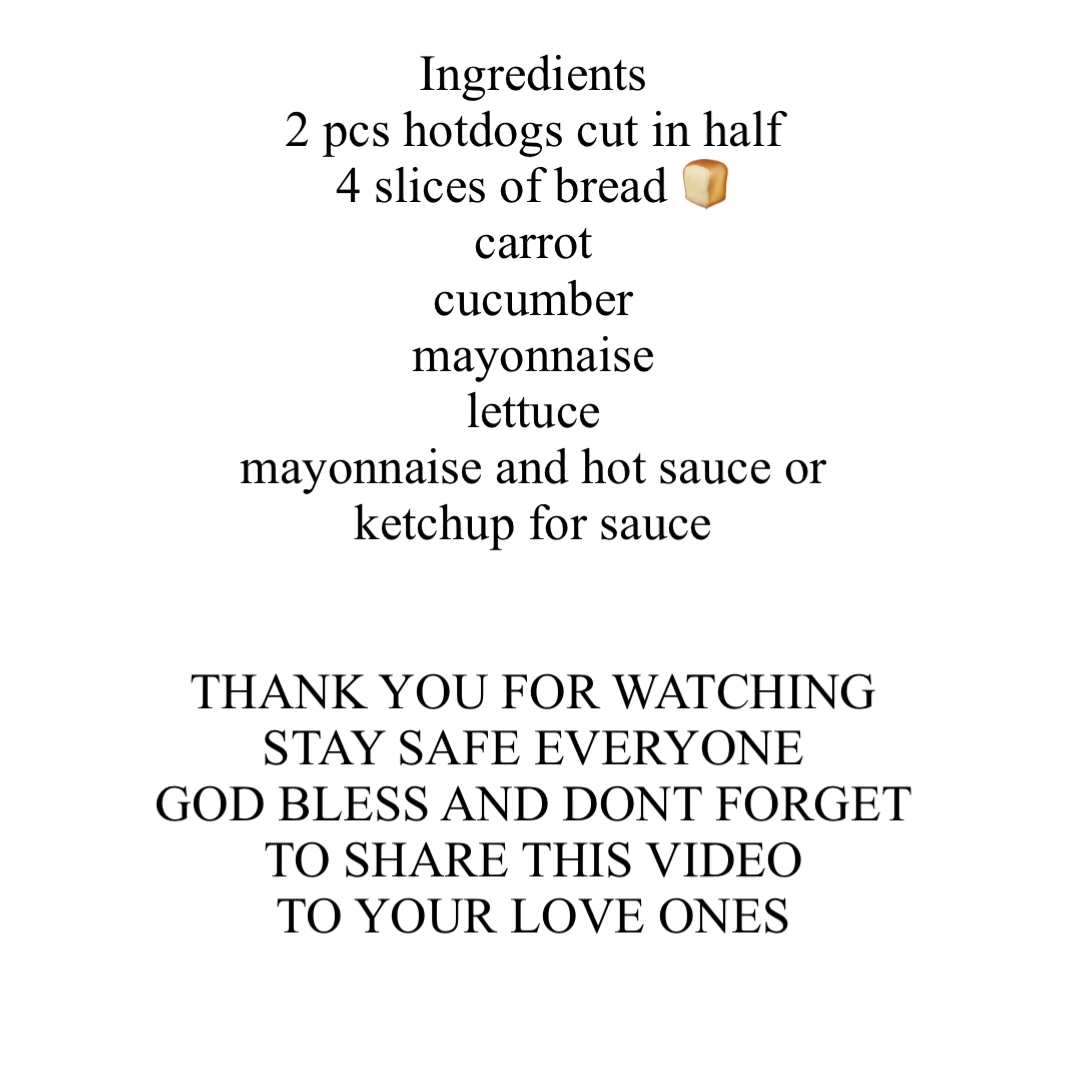 Ingredients
2 pcs hotdogs cut in half
4 slices of bread 🍞
carrot
cucumber
mayonnaise
lettuce
mayonnaise and hot sauce or
ketchup for sauce
THANK YOU FOR WATCHING
STAY SAFE EVERYONE
GOD BLESS AND DONT FORGET
TO SHARE THIS VIDEO
TO YOUR LOVE ONES